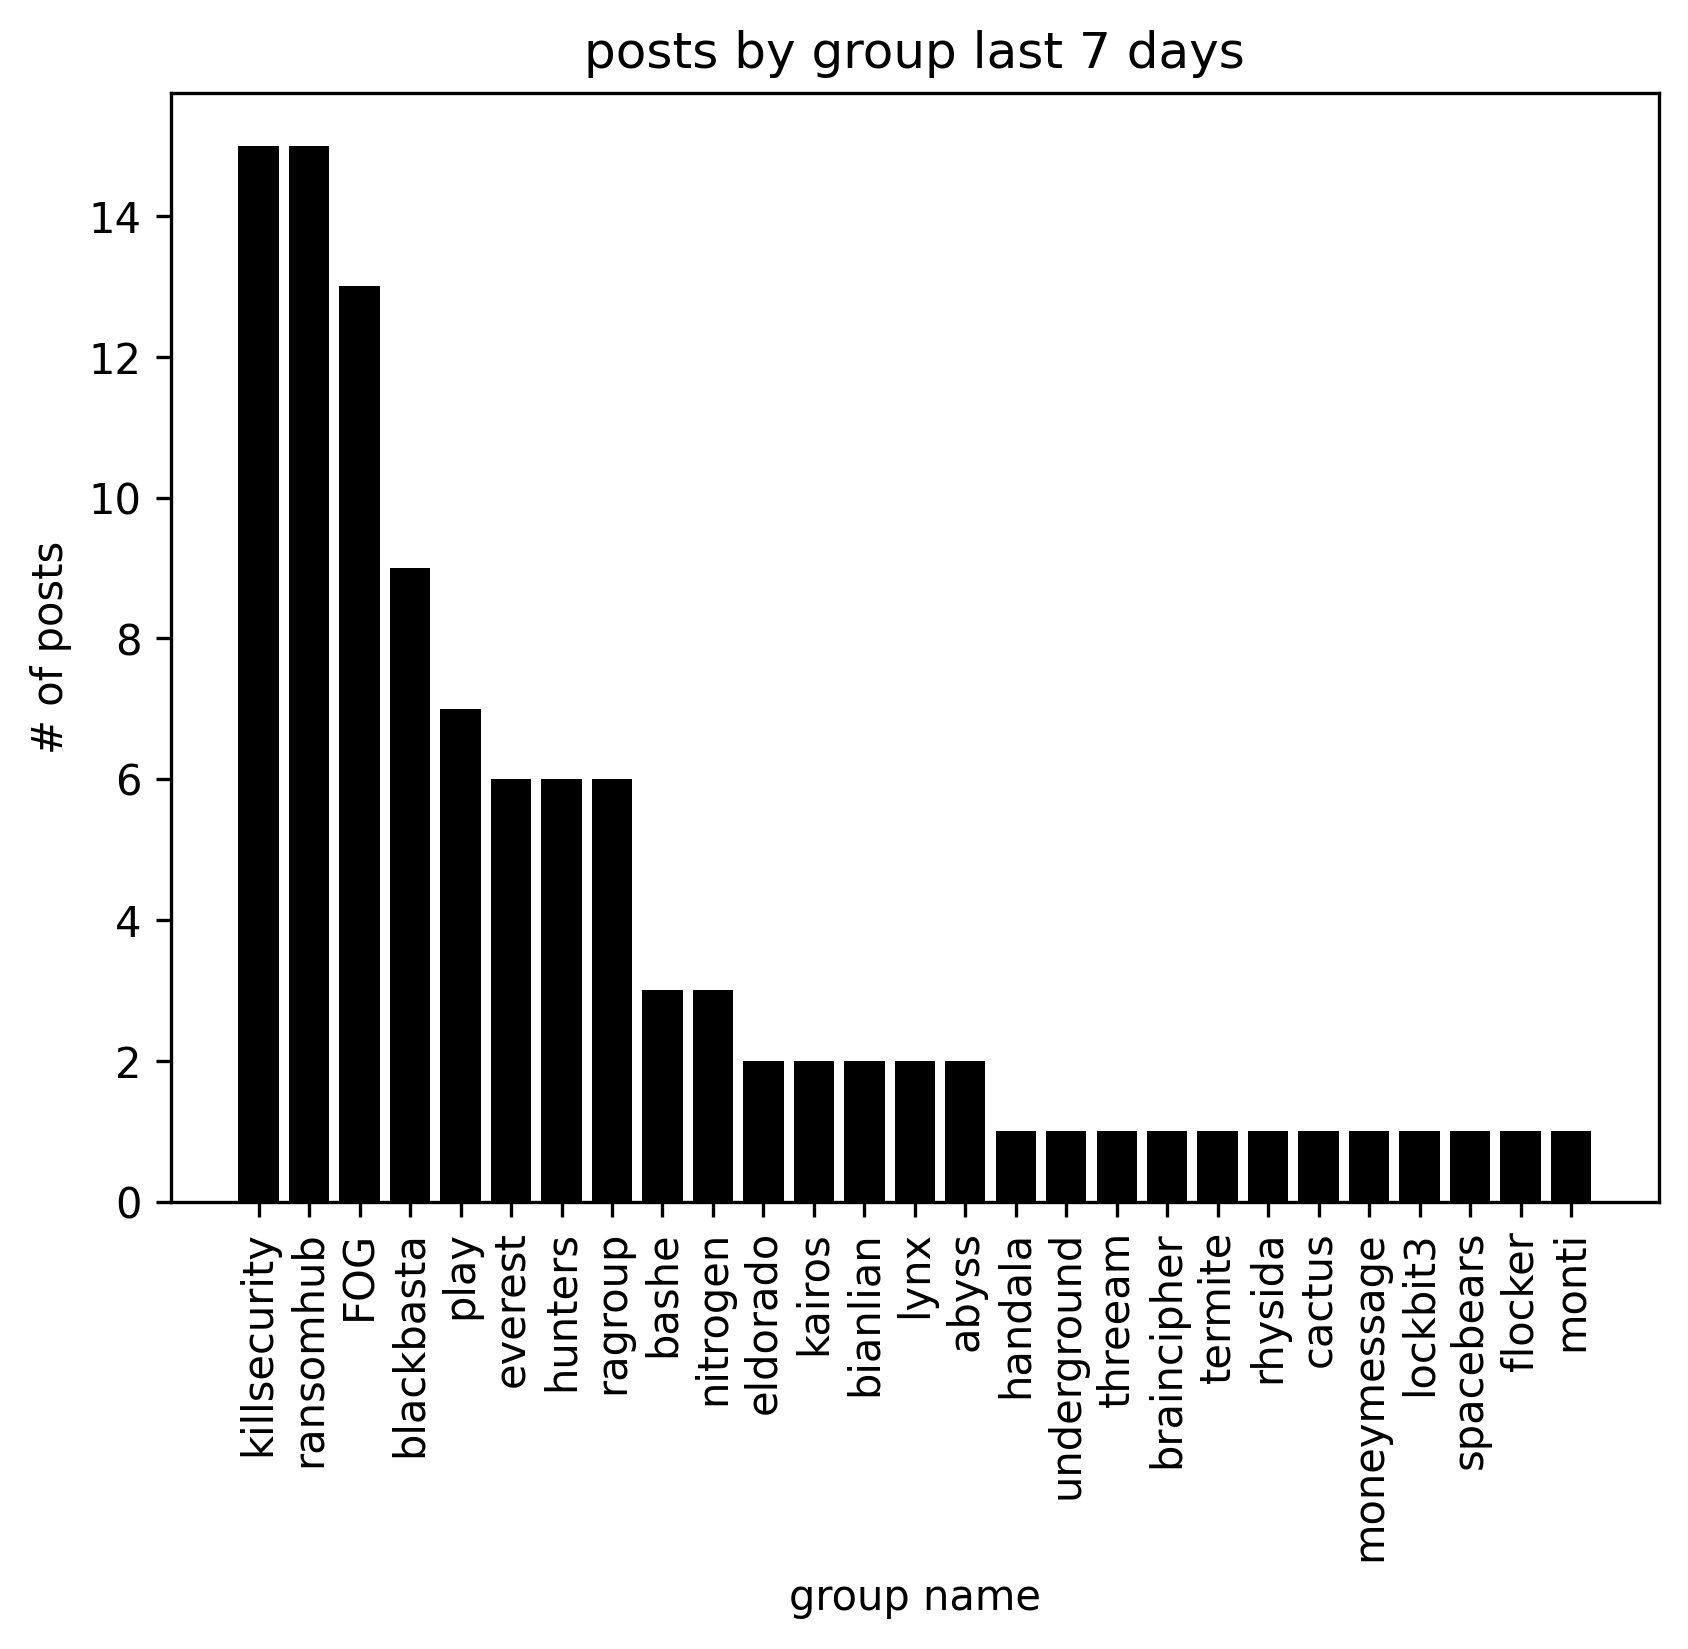 posts by group last 7 days
# of posts
14
12
10
8
6
4
2
0
killsecurity
ransomhub
FOG
blackbasta
play
everest
hunters
ragroup
bashe
nitrogen
eldorado
kairos
bianlian
lynx
abyss
handala
underground
threeam
braincipher
termite
rhysida
cactus
moneymessage
lockbit3
spacebears
flocker
monti
group name